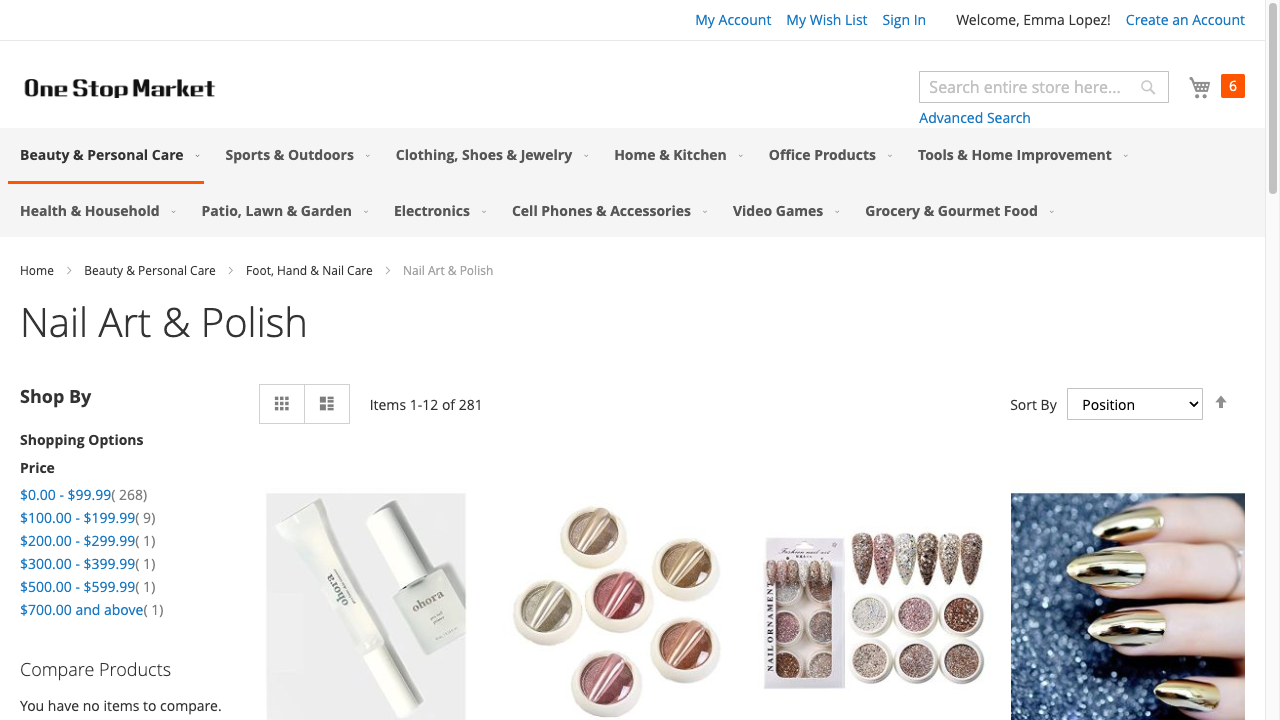 My Account My Wish List Sign In Welcome, Emma Lopez! Create an Account
One Stop Market
Search entire store here...
6
Advanced Search
Beauty & Personal Care Sports & Outdoors Clothing, Shoes & Jewelry Home & Kitchen Office Products Tools & Home Improvement
Health & Household Patio, Lawn & Garden Electronics Cell Phones & Accessories Video Games Grocery & Gourmet Food
Home Beauty & Personal Care Foot, Hand & Nail Care Nail Art & Polish
Nail Art & Polish
Shop By
Items 1-12 of 281
Sort By Position
Shopping Options
Price
$0.00 - $99.99( 268)
$100.00 - $199.99( 9)
$200.00 - $299.99( 1)
$300.00 - $399.99( 1)
$500.00 - $599.99( 1)
$700.00 and above( 1)
Compare Products
You have no items to compare.
ohora
ohora
Fashion nail art
NAIL ORNAMENT